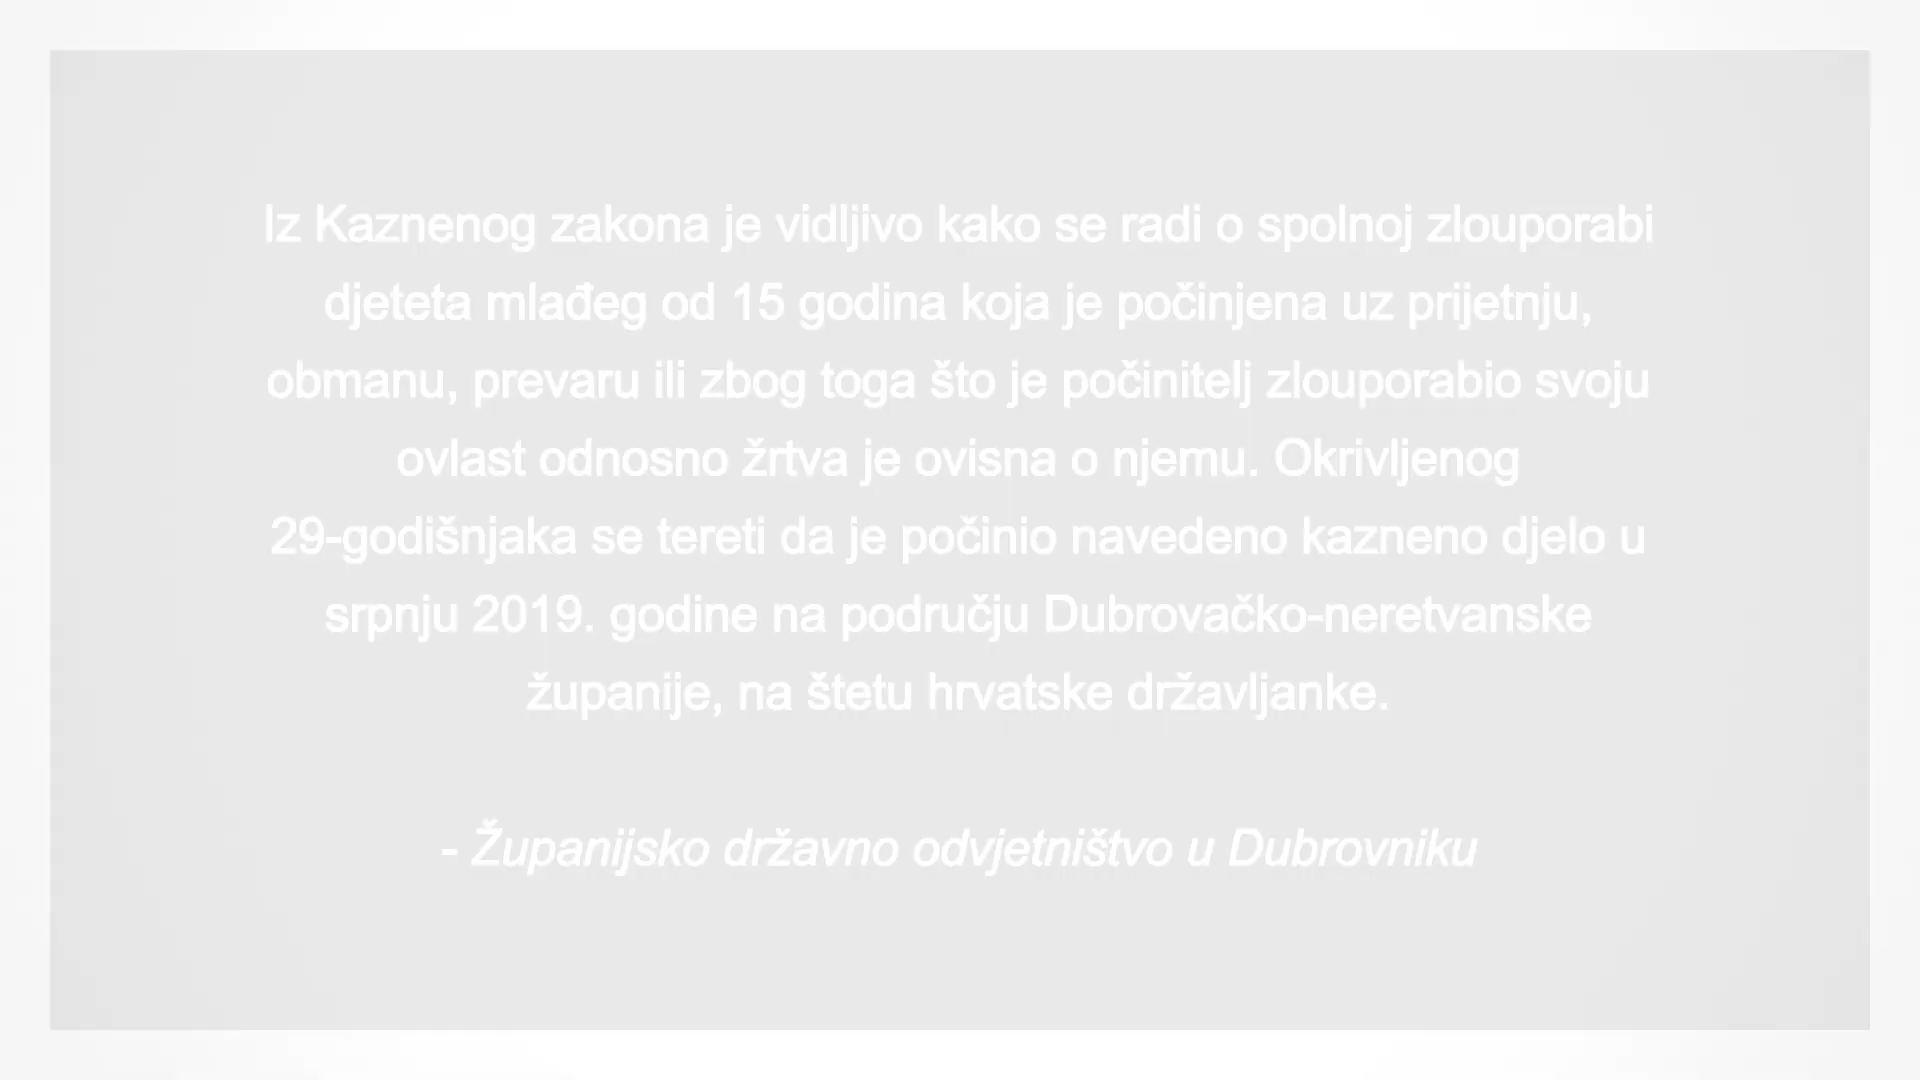 Iz Kaznenog zakona je vidljivo kako se radi o spolnoj zlouporabi
djeteta mlađeg od 15 godina koja je počinjena uz prijetnju,
obmanu, prevaru ili zbog toga što je počinitelj zlouporabio svoju
ovlast odnosno žrtva je ovisna o njemu. Okrivljenog
29-godišnjaka se tereti da je počinio navedeno kazneno djelo u
srpnju 2019. godine na području Dubrovačko-neretvanske
županije, na štetu hrvatske državljanke.
- Županijsko državno odvjetništvo u Dubrovniku